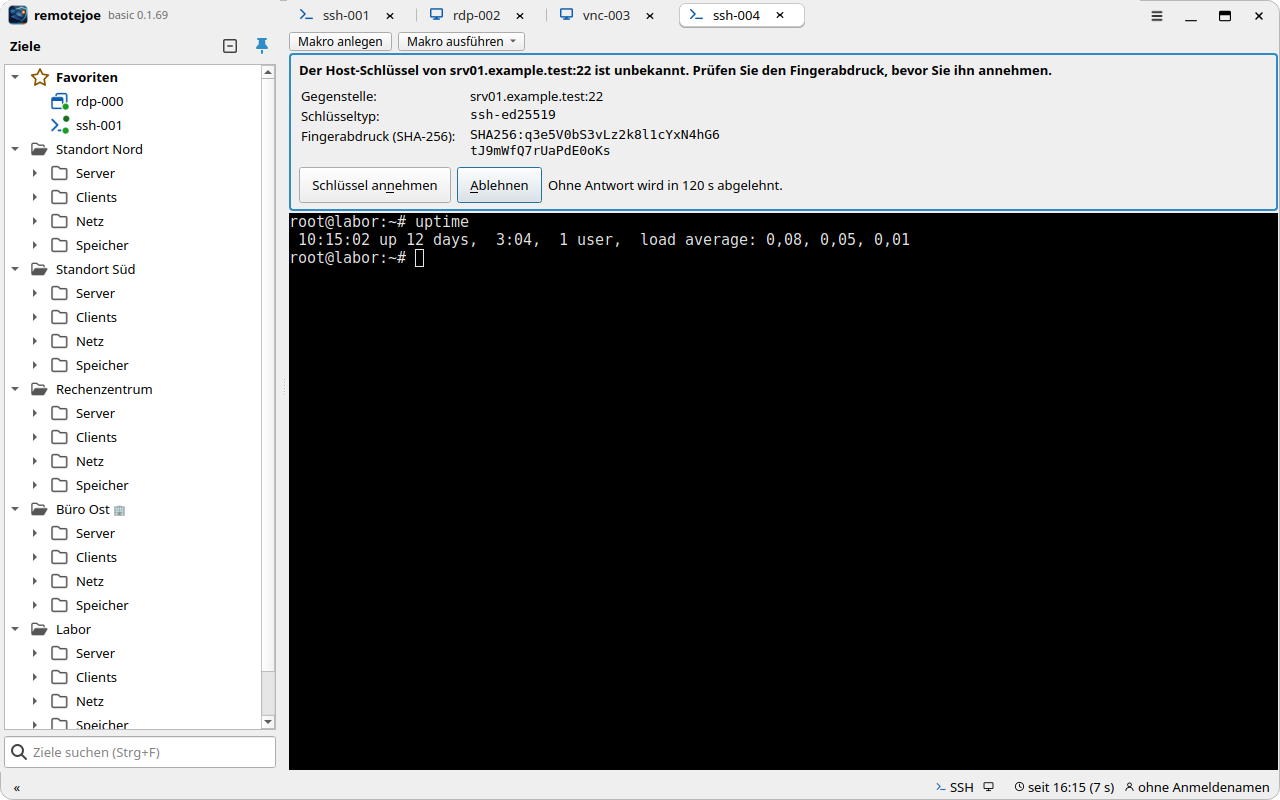 remotejoe basic 0.1.69
ssh-001
rdp-002
vnc-003
ssh-004
Ziele
Makro anlegen
Makro ausführen
Favoriten
rdp-000
ssh-001
Standort Nord
Server
Clients
Netz
Speicher
Standort Süd
Server
Clients
Netz
Speicher
Rechenzentrum
Server
Clients
Netz
Speicher
Büro Ost
Server
Clients
Netz
Speicher
Labor
Server
Clients
Netz
Speicher
Ziele suchen (Strg+F)
«
Der Host-Schlüssel von srv01.example.test:22 ist unbekannt. Prüfen Sie den Fingerabdruck, bevor Sie ihn annehmen.
Gegenstelle: srv01.example.test:22
Schlüsseltyp: ssh-ed25519
Fingerabdruck (SHA-256): SHA256:q3e5V0bS3vLz2k8l1cYxN4hG6
tJ9mWfQ7rUaPdE0oKs
Schlüssel annehmen
Ablehnen
Ohne Antwort wird in 120 s abgelehnt.
root@labor:~# uptime
10:15:02 up 12 days, 3:04, 1 user, load average: 0,08, 0,05, 0,01
root@labor:~#
SSH
seit 16:15 (7 s)
ohne Anmeldenamen